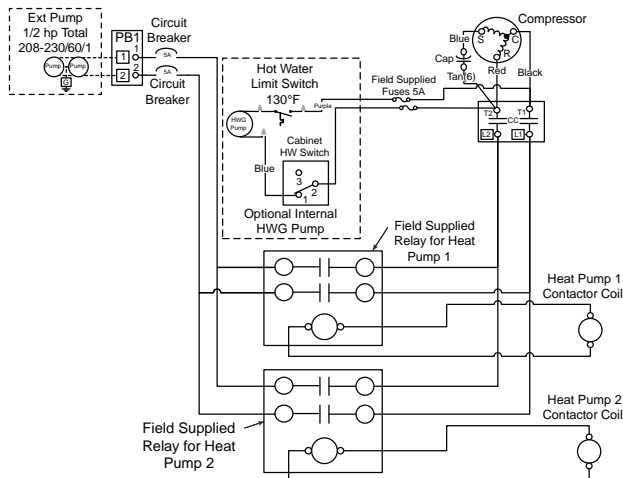 Ext Pump
1/2 hp Total
208-230/60/1
Pump
Pump
G
PB1
1
1
2
2
Circuit
Breaker
5A
5A
Circuit
Breaker
Hot Water
Limit Switch
130°F
Purple
HWG
Pump
Blue
Cabinet
HW Switch
3
2
1
Optional Internal
HWG Pump
Field Supplied
Fuses 5A
Compressor
Blue
S
C
R
Cap
Tan(6)
Red
Black
T2
T1
CC
L2
L1
Field Supplied
Relay for Heat
Pump 1
Heat Pump 1
Contactor Coil
Field Supplied
Relay for Heat
Pump 2
Heat Pump 2
Contactor Coil